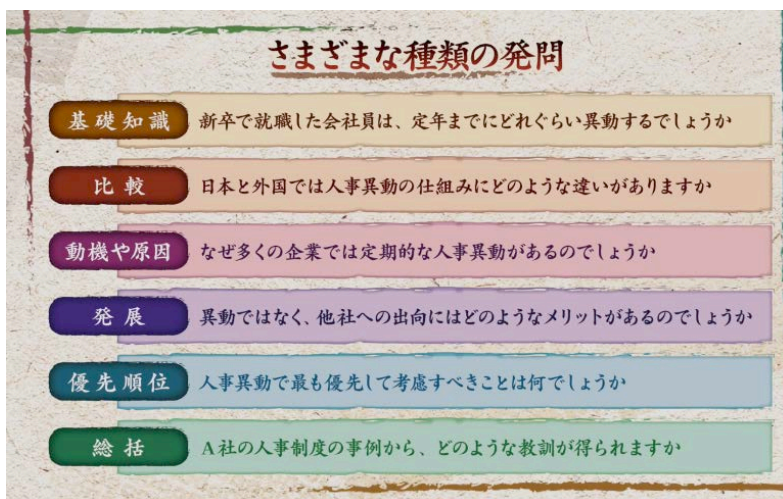 さまざまな種類の発問
基礎知識 新卒で就職した会社員は、定年までにどれぐらい異動するでしょうか
比較 日本と外国では人事異動の仕組みにどのような違いがありますか
動機や原因 なぜ多くの企業では定期的な人事異動があるのでしょうか
発展 異動ではなく、他社への出向にはどのようなメリットがあるのでしょうか
優先順位 人事異動で最も優先して考慮すべきことは何でしょうか
総括 A社の人事制度の事例から、どのような教訓が得られますか